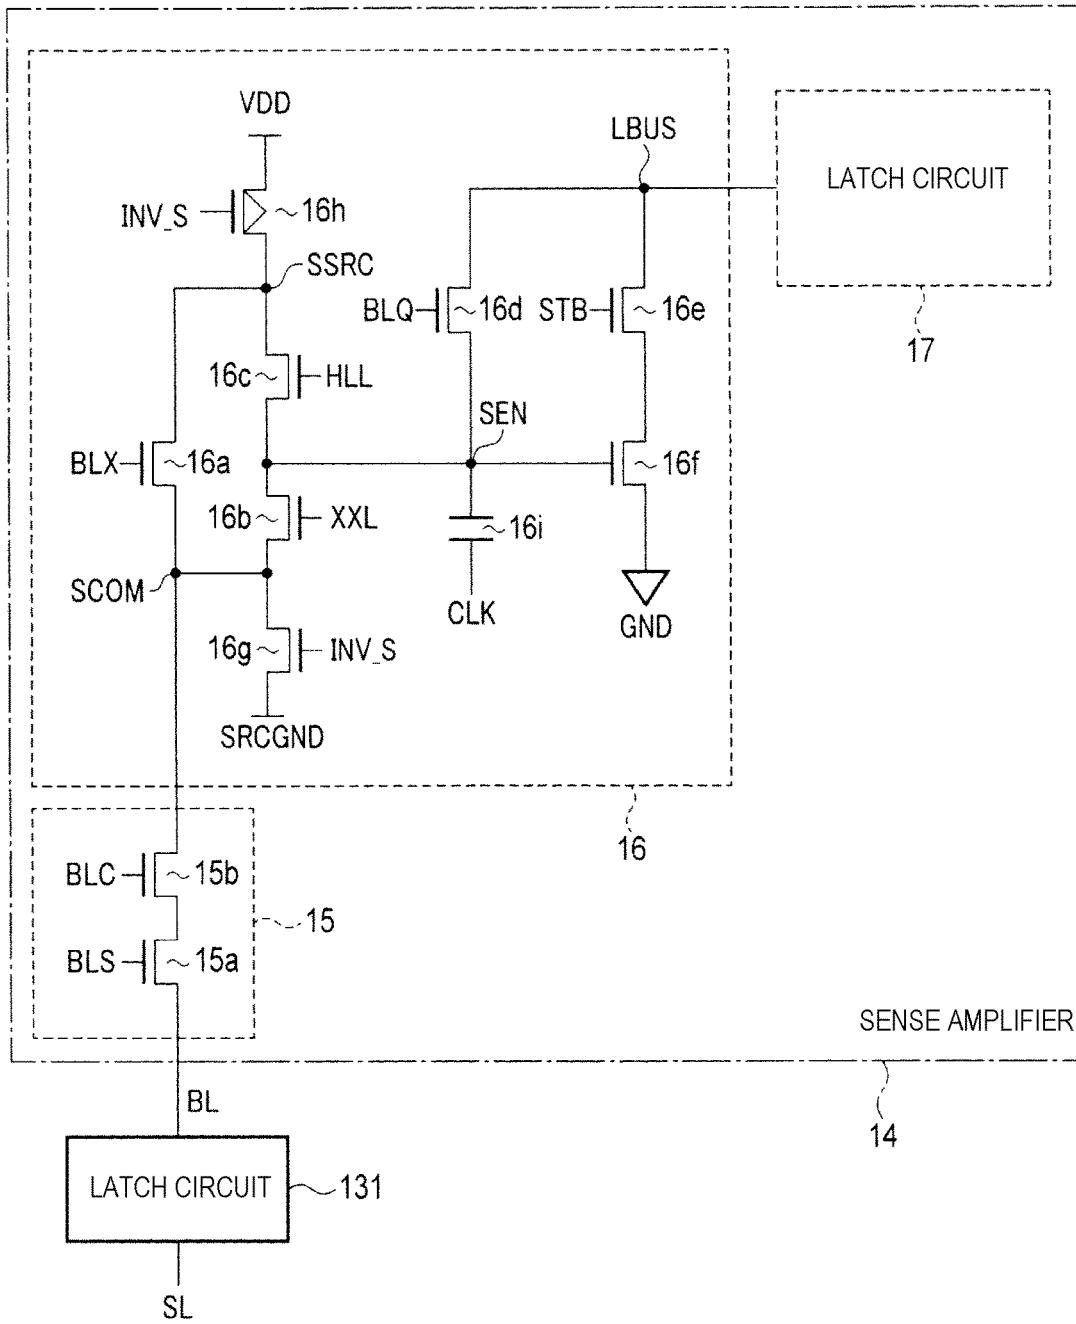 VDD
LBUS
LATCH CIRCUIT
INV_S
16h
SSRC
BLQ
16d
STB
16e
17
16c
HLL
SEN
BLX
16a
16f
16b
XXL
16i
SCOM
CLK
GND
16g
INV_S
SRCGND
16
BLC
15b
15
BLS
15a
SENSE AMPLIFIER
BL
14
LATCH CIRCUIT
131
SL